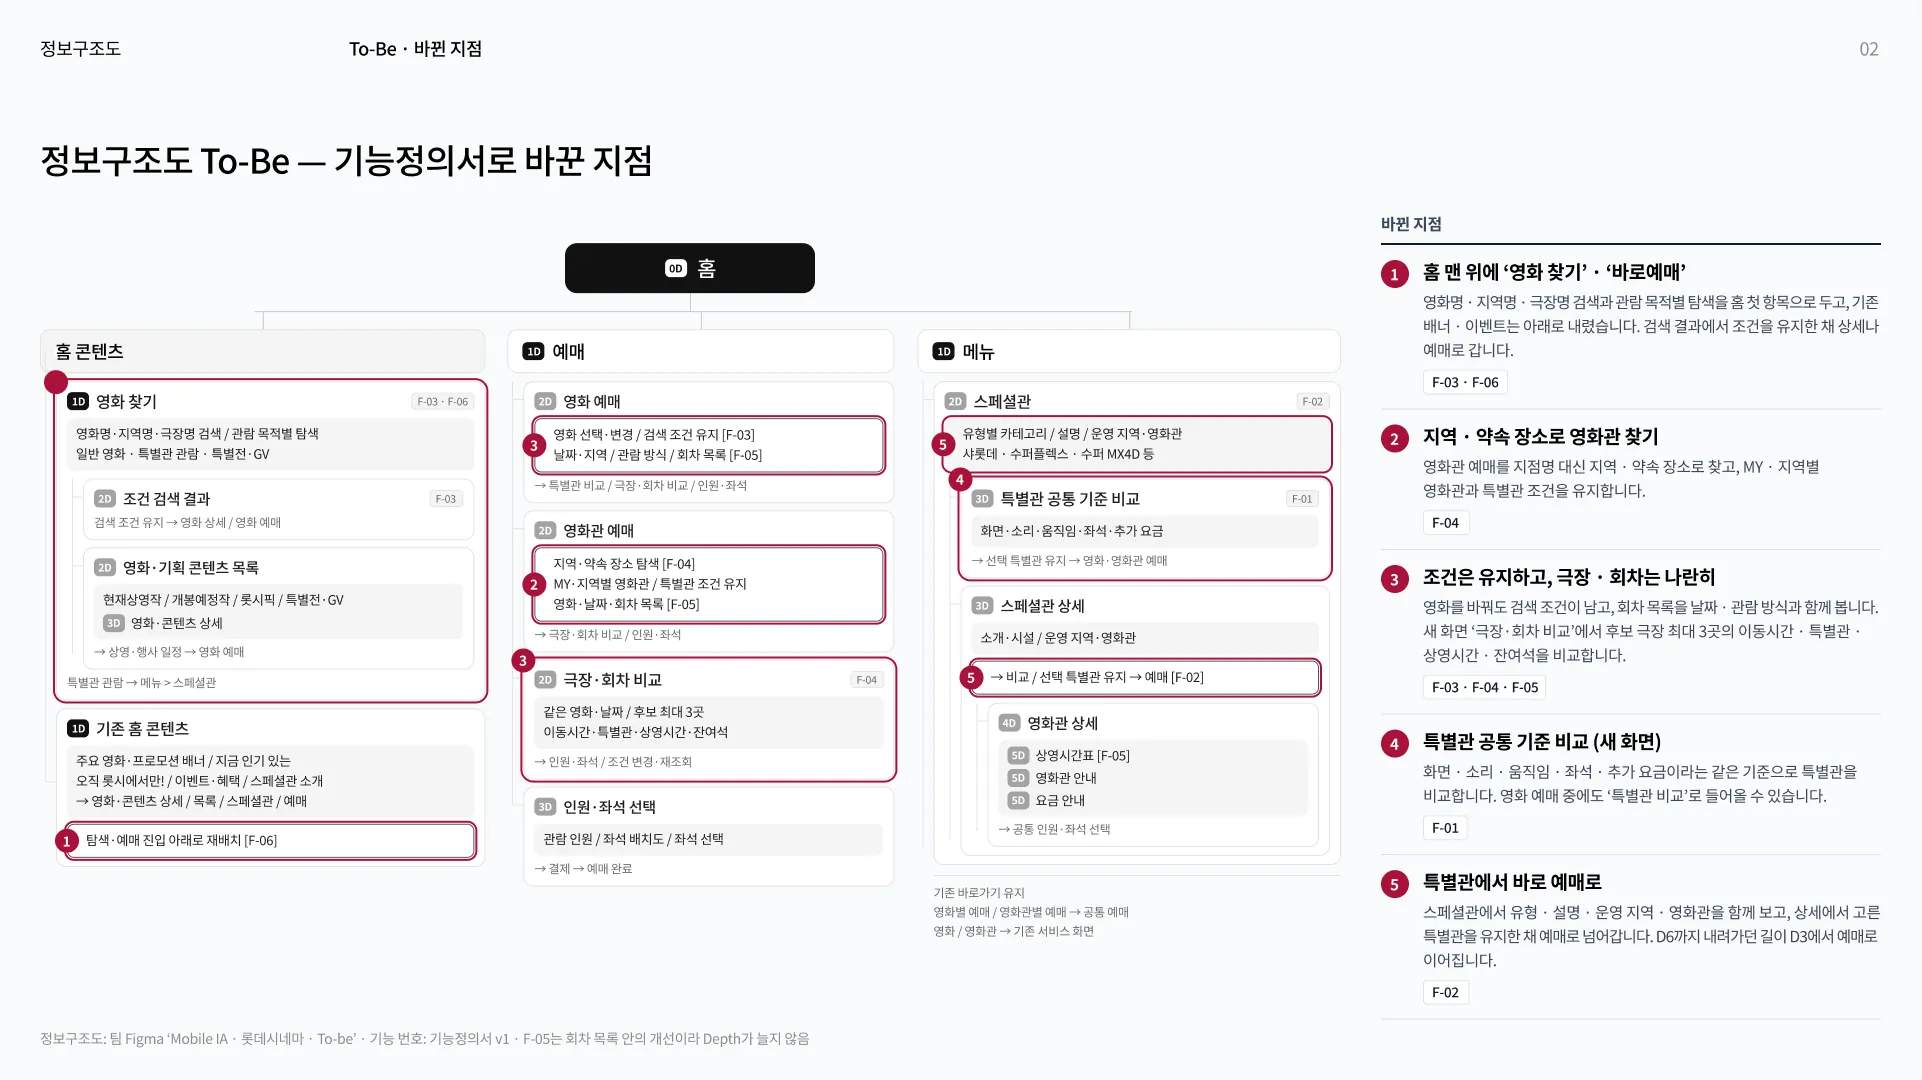 정보구조도
To-Be · 바뀐 지점
02
정보구조도 To-Be — 기능정의서로 바꾼 지점
0D 홈
홈 콘텐츠
1D 영화 찾기
F-03 · F-06
영화명·지역명·극장명 검색 / 관람 목적별 탐색
일반 영화 · 특별관 관람 · 특별전·GV
2D 조건 검색 결과
F-03
검색 조건 유지 → 영화 상세 / 영화 예매
2D 영화·기획 콘텐츠 목록
현재상영작 / 개봉예정작 / 롯시픽 / 특별전·GV
3D 영화·콘텐츠 상세
→ 상영·행사 일정 → 영화 예매
특별관 관람 → 메뉴 > 스페셜관
1D 기존 홈 콘텐츠
주요 영화·프로모션 배너 / 지금 인기 있는
오직 롯시에서만! / 이벤트·혜택 / 스페셜관 소개
→ 영화·콘텐츠 상세 / 목록 / 스페셜관 / 예매
1 탐색·예매 진입 아래로 재배치 [F-06]
1D 예매
2D 영화 예매
3
영화 선택·변경 / 검색 조건 유지 [F-03]
날짜·지역 / 관람 방식 / 회차 목록 [F-05]
→ 특별관 비교 / 극장·회차 비교 / 인원·좌석
2D 영화관 예매
2
지역·약속 장소 탐색 [F-04]
MY·지역별 영화관 / 특별관 조건 유지
영화·날짜·회차 목록 [F-05]
→ 극장·회차 비교 / 인원·좌석
3
2D 극장·회차 비교
F-04
같은 영화·날짜 / 후보 최대 3곳
이동시간·특별관·상영시간·잔여석
→ 인원·좌석 / 조건 변경·재조회
3D 인원·좌석 선택
관람 인원 / 좌석 배치도 / 좌석 선택
→ 결제 → 예매 완료
1D 메뉴
2D 스페셜관
F-02
5
유형별 카테고리 / 설명 / 운영 지역·영화관
샤롯데 · 수퍼플렉스 · 수퍼 MX4D 등
4
3D 특별관 공통 기준 비교
F-01
화면·소리·움직임·좌석·추가 요금
→ 선택 특별관 유지 → 영화·영화관 예매
3D 스페셜관 상세
소개·시설 / 운영 지역·영화관
5 → 비교 / 선택 특별관 유지 → 예매 [F-02]
4D 영화관 상세
5D 상영시간표 [F-05]
5D 영화관 안내
5D 요금 안내
→ 공통 인원·좌석 선택
기존 바로가기 유지
영화별 예매 / 영화관별 예매 → 공통 예매
영화 / 영화관 → 기존 서비스 화면
바뀐 지점
1 홈 맨 위에 ‘영화 찾기’ · ‘바로예매’
영화명 · 지역명 · 극장명 검색과 관람 목적별 탐색을 홈 첫 항목으로 두고, 기존
배너 · 이벤트는 아래로 내렸습니다. 검색 결과에서 조건을 유지한 채 상세나
예매로 갑니다.
F-03 · F-06
2 지역 · 약속 장소로 영화관 찾기
영화관 예매를 지점명 대신 지역 · 약속 장소로 찾고, MY · 지역별
영화관과 특별관 조건을 유지합니다.
F-04
3 조건은 유지하고, 극장 · 회차는 나란히
영화를 바꿔도 검색 조건이 남고, 회차 목록을 날짜 · 관람 방식과 함께 봅니다.
새 화면 ‘극장·회차 비교’에서 후보 극장 최대 3곳의 이동시간 · 특별관 ·
상영시간 · 잔여석을 비교합니다.
F-03 · F-04 · F-05
4 특별관 공통 기준 비교 (새 화면)
화면 · 소리 · 움직임 · 좌석 · 추가 요금이라는 같은 기준으로 특별관을
비교합니다. 영화 예매 중에도 ‘특별관 비교’로 들어올 수 있습니다.
F-01
5 특별관에서 바로 예매로
스페셜관에서 유형 · 설명 · 운영 지역 · 영화관을 함께 보고, 상세에서 고른
특별관을 유지한 채 예매로 넘어갑니다. D6까지 내려가던 길이 D3에서 예매로
이어집니다.
F-02
정보구조도: 팀 Figma ‘Mobile IA · 롯데시네마 · To-be’ · 기능 번호: 기능정의서 v1 · F-05는 회차 목록 안의 개선이라 Depth가 늘지 않음